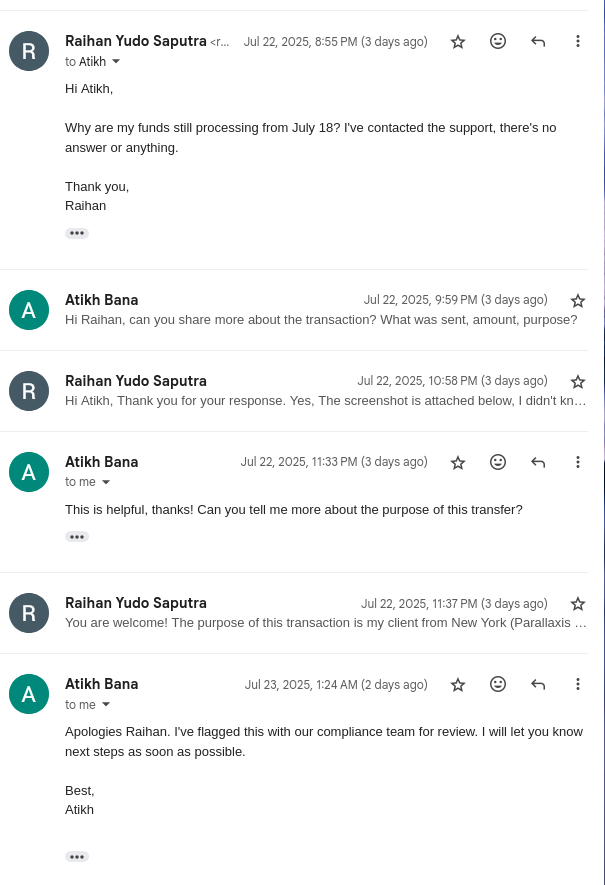 R
Raihan Yudo Saputra <r... Jul 22, 2025, 8:55 PM (3 days ago)
to Atikh
Hi Atikh,
Why are my funds still processing from July 18? I've contacted the support, there's no
answer or anything.
Thank you,
Raihan
A
Atikh Bana Jul 22, 2025, 9:59 PM (3 days ago)
Hi Raihan, can you share more about the transaction? What was sent, amount, purpose?
R
Raihan Yudo Saputra Jul 22, 2025, 10:58 PM (3 days ago)
Hi Atikh, Thank you for your response. Yes, The screenshot is attached below, I didn't kn...
A
Atikh Bana Jul 22, 2025, 11:33 PM (3 days ago)
to me
This is helpful, thanks! Can you tell me more about the purpose of this transfer?
R
Raihan Yudo Saputra Jul 22, 2025, 11:37 PM (3 days ago)
You are welcome! The purpose of this transaction is my client from New York (Parallaxis ...
A
Atikh Bana Jul 23, 2025, 1:24 AM (2 days ago)
to me
Apologies Raihan. I've flagged this with our compliance team for review. I will let you know
next steps as soon as possible.
Best,
Atikh